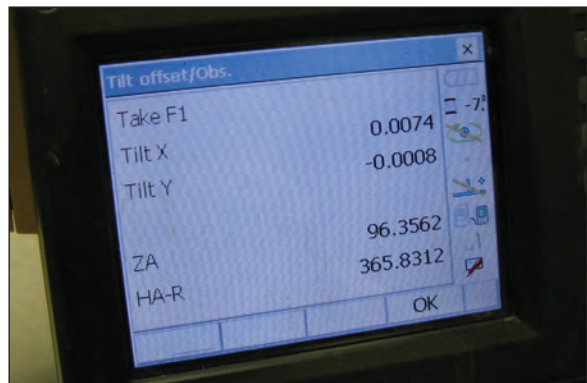 Tilt offset/Obs.
Take F1
Tilt X 0.0074
Tilt Y -0.0008
ZA 96.3562
HA-R 365.8312
OK
-7.